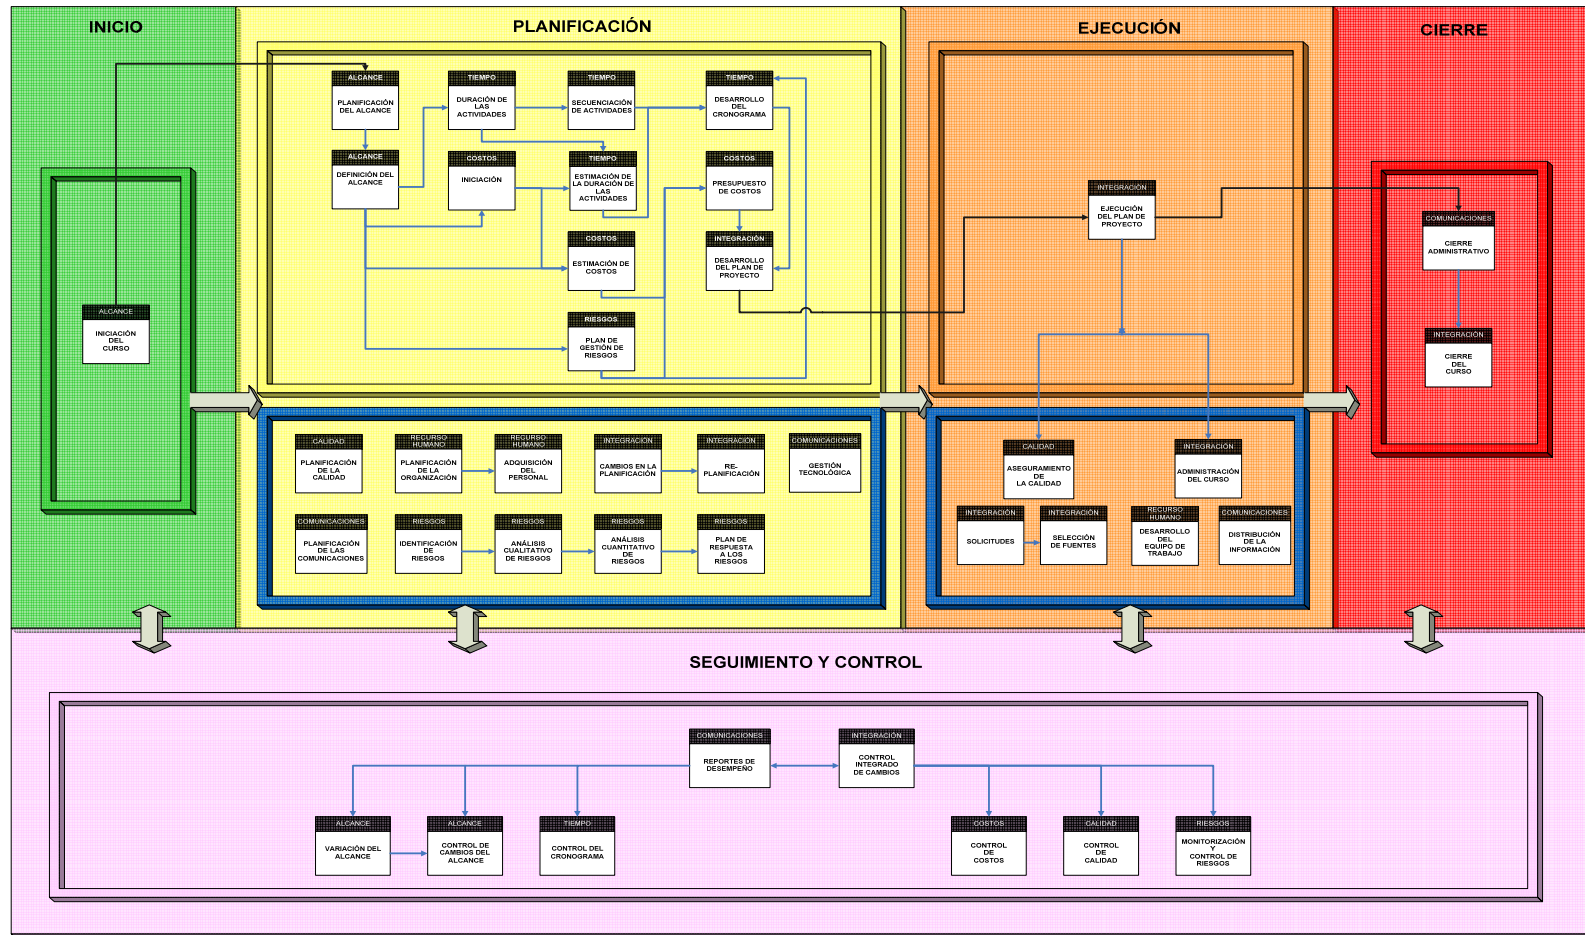 INICIO
PLANIFICACIÓN
EJECUCIÓN
CIERRE
ALCANCE
INICIACIÓN
DEL
CURSO
ALCANCE
PLANIFICACIÓN
DEL ALCANCE
TIEMPO
DURACIÓN DE
LAS
ACTIVIDADES
TIEMPO
SECUENCIACIÓN
DE ACTIVIDADES
TIEMPO
DESARROLLO
DEL
CRONOGRAMA
ALCANCE
DEFINICIÓN DEL
ALCANCE
COSTOS
INICIACIÓN
TIEMPO
ESTIMACIÓN DE
LA DURACIÓN DE
LAS
ACTIVIDADES
COSTOS
PRESUPUESTO
DE COSTOS
COSTOS
ESTIMACIÓN DE
COSTOS
INTEGRACIÓN
DESARROLLO
DEL PLAN DE
PROYECTO
RIESGOS
PLAN DE
GESTIÓN DE
RIESGOS
CALIDAD
PLANIFICACIÓN
DE LA
CALIDAD
RECURSO
HUMANO
PLANIFICACIÓN
DE LA
ORGANIZACIÓN
RECURSO
HUMANO
ADQUISICIÓN
DEL
PERSONAL
INTEGRACIÓN
CAMBIOS EN LA
PLANIFICACIÓN
INTEGRACIÓN
RE-
PLANIFICACIÓN
COMUNICACIONES
GESTIÓN
TECNOLÓGICA
COMUNICACIONES
PLANIFICACIÓN
DE LAS
COMUNICACIONES
RIESGOS
IDENTIFICACIÓN
DE
RIESGOS
RIESGOS
ANÁLISIS
CUALITATIVO
DE RIESGOS
RIESGOS
ANÁLISIS
CUANTITATIVO
DE
RIESGOS
RIESGOS
PLAN DE
RESPUESTA
A LOS
RIESGOS
INTEGRACIÓN
EJECUCIÓN
DEL PLAN DE
PROYECTO
CALIDAD
ASEGURAMIENTO
DE
LA CALIDAD
INTEGRACIÓN
ADMINISTRACIÓN
DEL CURSO
INTEGRACIÓN
SOLICITUDES
INTEGRACIÓN
SELECCIÓN
DE FUENTES
RECURSO
HUMANO
DESARROLLO
DEL
EQUIPO DE
TRABAJO
COMUNICACIONES
DISTRIBUCIÓN
DE LA
INFORMACIÓN
COMUNICACIONES
CIERRE
ADMINISTRATIVO
INTEGRACIÓN
CIERRE
DEL
CURSO
SEGUIMIENTO Y CONTROL
COMUNICACIONES
REPORTES DE
DESEMPEÑO
INTEGRACIÓN
CONTROL
INTEGRADO
DE CAMBIOS
ALCANCE
VARIACIÓN DEL
ALCANCE
ALCANCE
CONTROL DE
CAMBIOS DEL
ALCANCE
TIEMPO
CONTROL DEL
CRONOGRAMA
COSTOS
CONTROL
DE
COSTOS
CALIDAD
CONTROL
DE
CALIDAD
RIESGOS
MONITORIZACIÓN
Y
CONTROL DE
RIESGOS